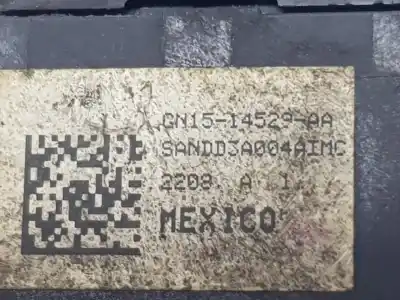 GN15-14529-AA
SANDD3A004AIMC
2208. A 1
MEXICO